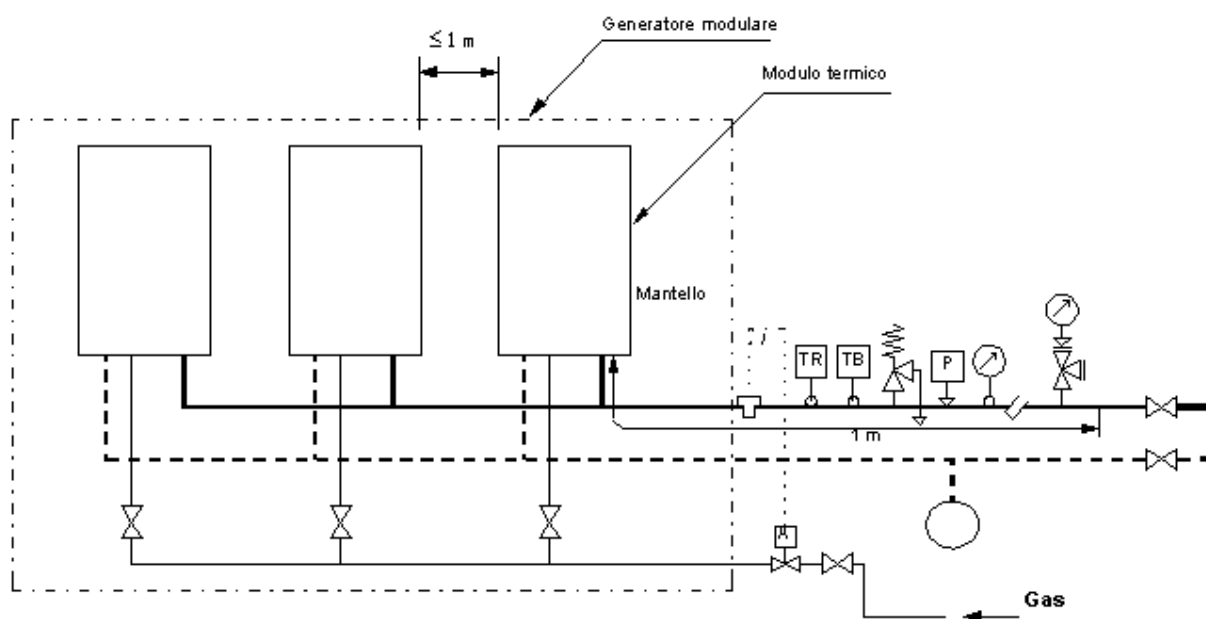 Generatore modulare
≤ 1 m
Modulo termico
Mantello
TR
TB
P
1 m
Gas